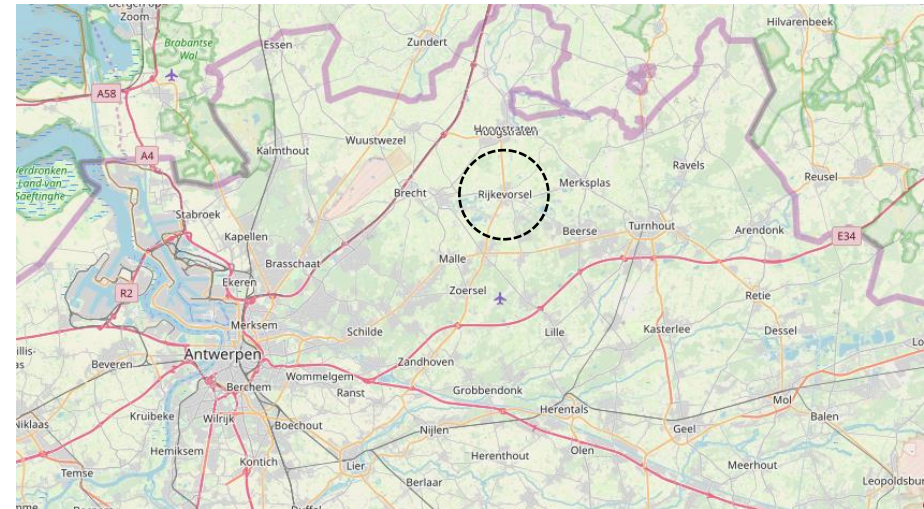 Bergen op
Zoom
Hilvarenbeek
Brabantse
Wal
Essen
Zundert
A58
Hoogstraten
Hoogstraten
Wuustwezel
Kalmthout
A4
Verdronken
Land van
Saeftinghe
Ravels
Reusel
Merksplas
Brecht
Rijkevorsel
Stabroek
Turnhout
Arendonk
Beerse
E34
Kapellen
Brasschaat
Malle
Ekeren
R2
Zoersel
Retie
Merksem
Schilde
Lille
Kasterlee
Dessel
Antwerpen
Zandhoven
Beveren
Wommelgem
Berchem
Ranst
Grobbendonk
Mol
Herentals
Kruibeke
Wilrijk
Boechout
Nijlen
Geel
Balen
Niklaas
Hemiksem
Kontich
Lier
Herenthout
Olen
Meerhout
Temse
Berlaar
Leopoldsbur